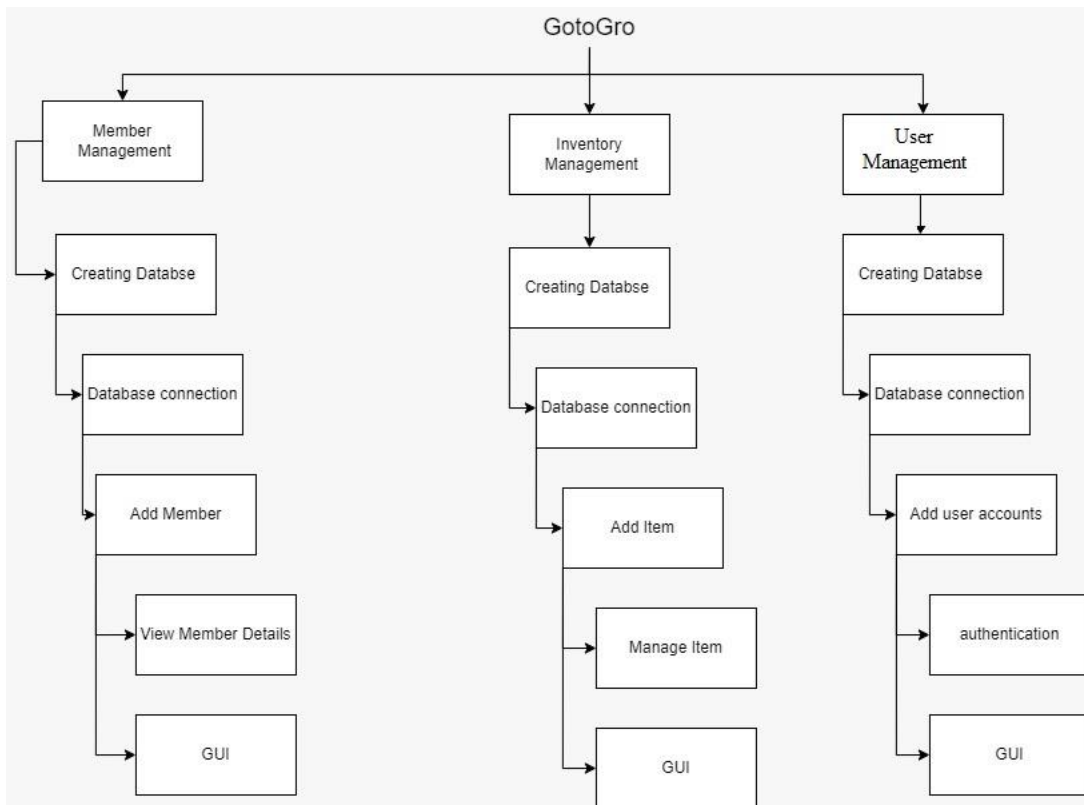 GotoGro
Member
Management
Creating Databse
Database connection
Add Member
View Member Details
GUI
Inventory
Management
Creating Databse
Database connection
Add Item
Manage Item
GUI
User
Management
Creating Databse
Database connection
Add user accounts
authentication
GUI